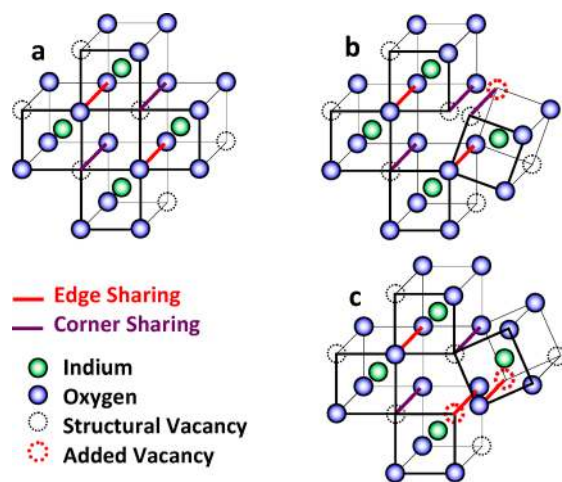 a
b
c
Edge Sharing
Corner Sharing
Indium
Oxygen
Structural Vacancy
Added Vacancy